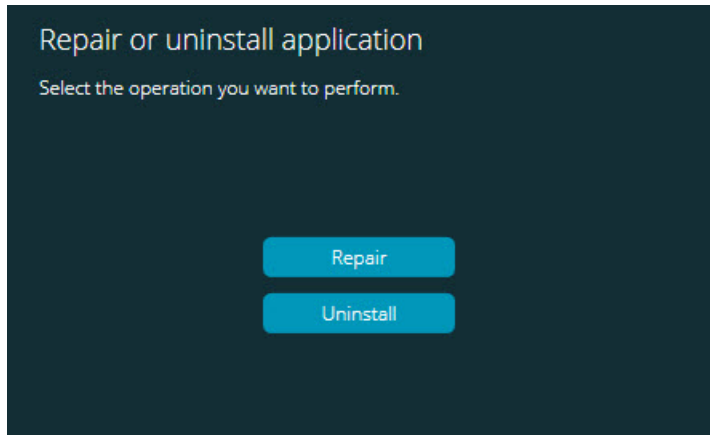 Repair or uninstall application
Select the operation you want to perform.
Repair
Uninstall